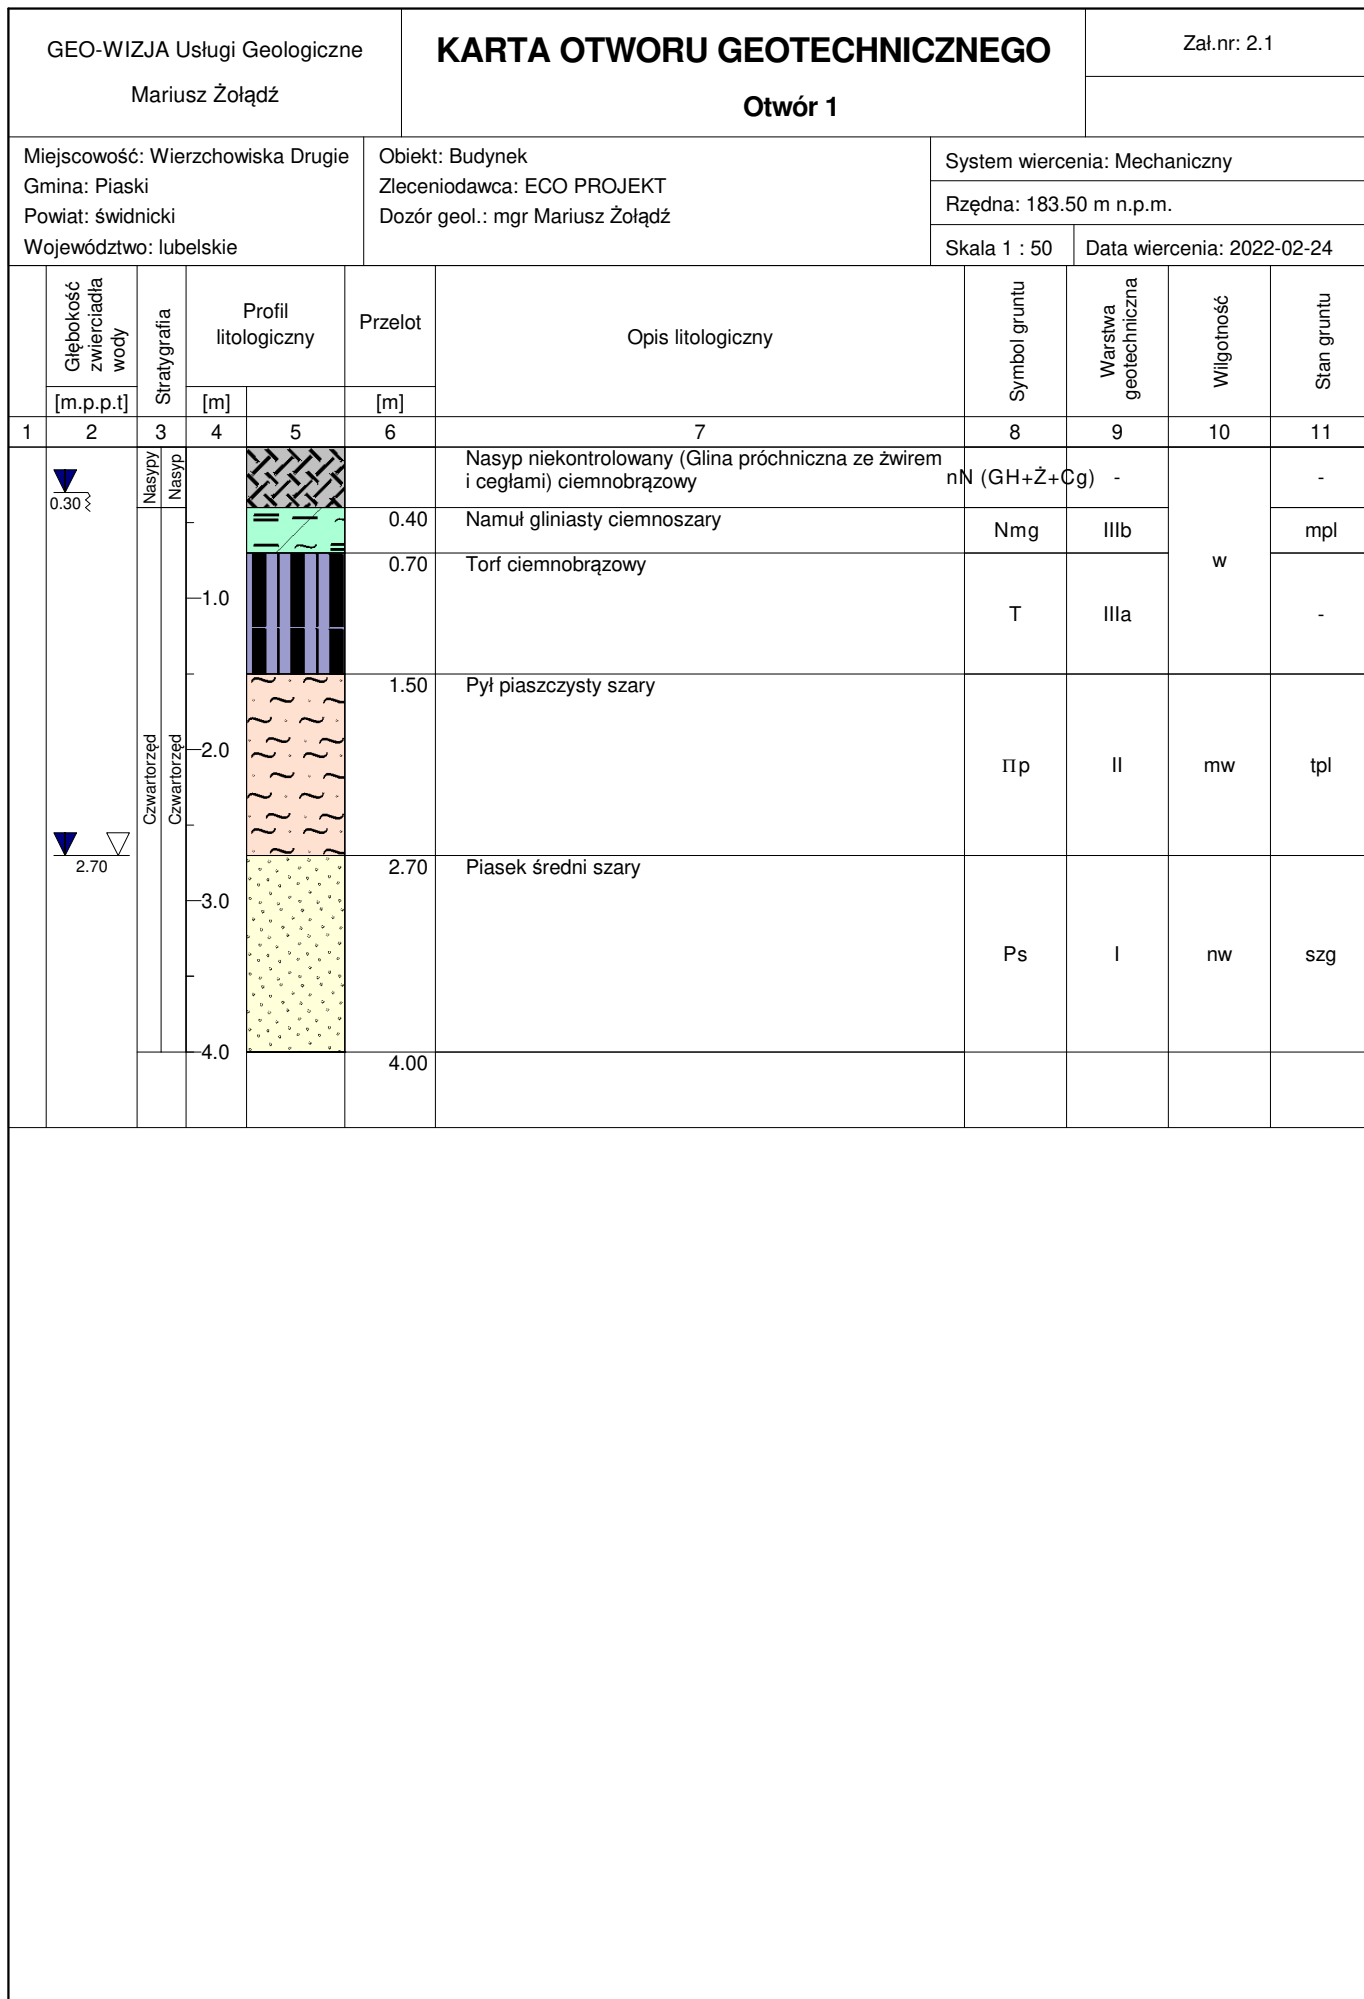 GEO-WIZJA Usługi Geologiczne
Mariusz Żołądź
KARTA OTWORU GEOTECHNICZNEGO
Otwór 1
Zał.nr: 2.1
Miejscowość: Wierzchowiska Drugie
Gmina: Piaski
Powiat: świdnicki
Województwo: lubelskie
Obiekt: Budynek
Zleceniodawca: ECO PROJEKT
Dozór geol.: mgr Mariusz Żołądź
System wiercenia: Mechaniczny
Rzędna: 183.50 m n.p.m.
Skala 1 : 50
Data wiercenia: 2022-02-24
Głębokość
zwierciadła
wody
[m.p.p.t]
Stratygrafia
Profil
litologiczny
[m]
Przelot
[m]
Opis litologiczny
Symbol gruntu
Warstwa
geotechniczna
Wilgotność
Stan gruntu
1 2 3 4 5 6 7 8 9 10 11
0.30
Nasypy
Nasyp
Nasyp niekontrolowany (Glina próchniczna ze żwirem
i cegłami) ciemnobrązowy
nN (GH+Ż+Cg) - -
0.40 Namuł gliniasty ciemnoszary Nmg IIIb mpl
w
0.70 Torf ciemnobrązowy
1.0
T IIIa -
1.50 Pył piaszczysty szary
Czwartorzęd
Czwartorzęd
2.0
Πp II mw tpl
2.70
2.70 Piasek średni szary
3.0
Ps I nw szg
4.0
4.00